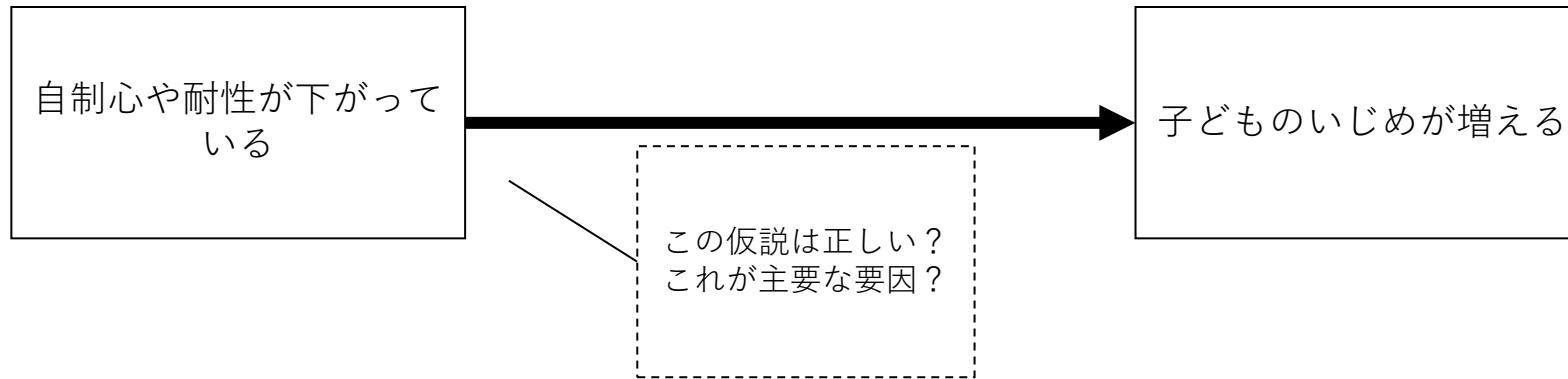 自制心や耐性が下がって
いる
子どものいじめが増える
この仮説は正しい？
これが主要な要因？